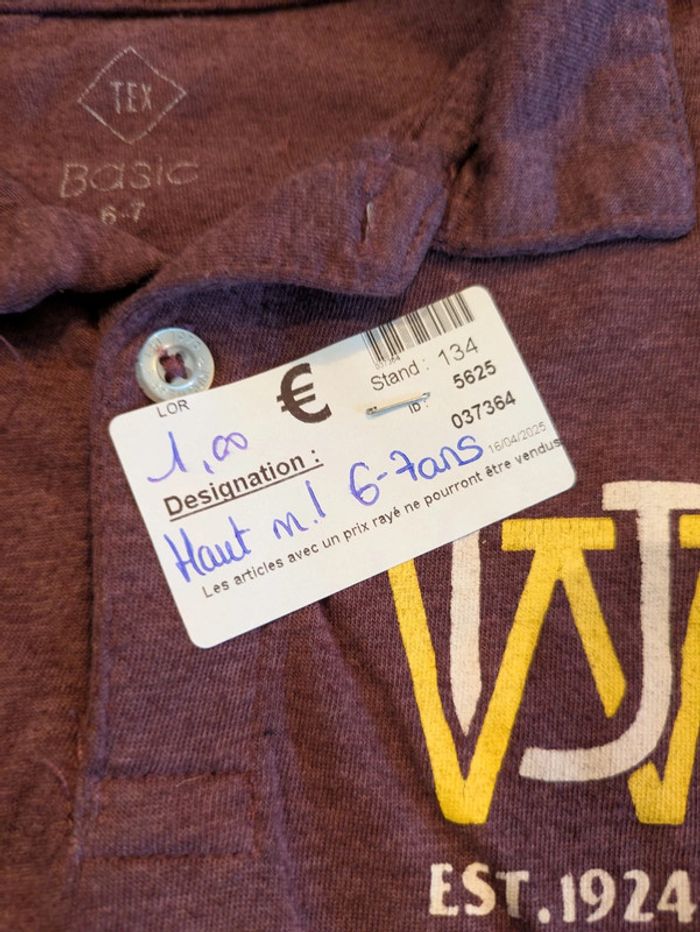 TEX
Basic
6-7
LOR
1,00 €
Stand : 134
5625
ID :
037364
16/04/2025
Designation :
Haut m.l 6-7ans
Les articles avec un prix rayé ne pourront être vendus
WJ
EST.1924